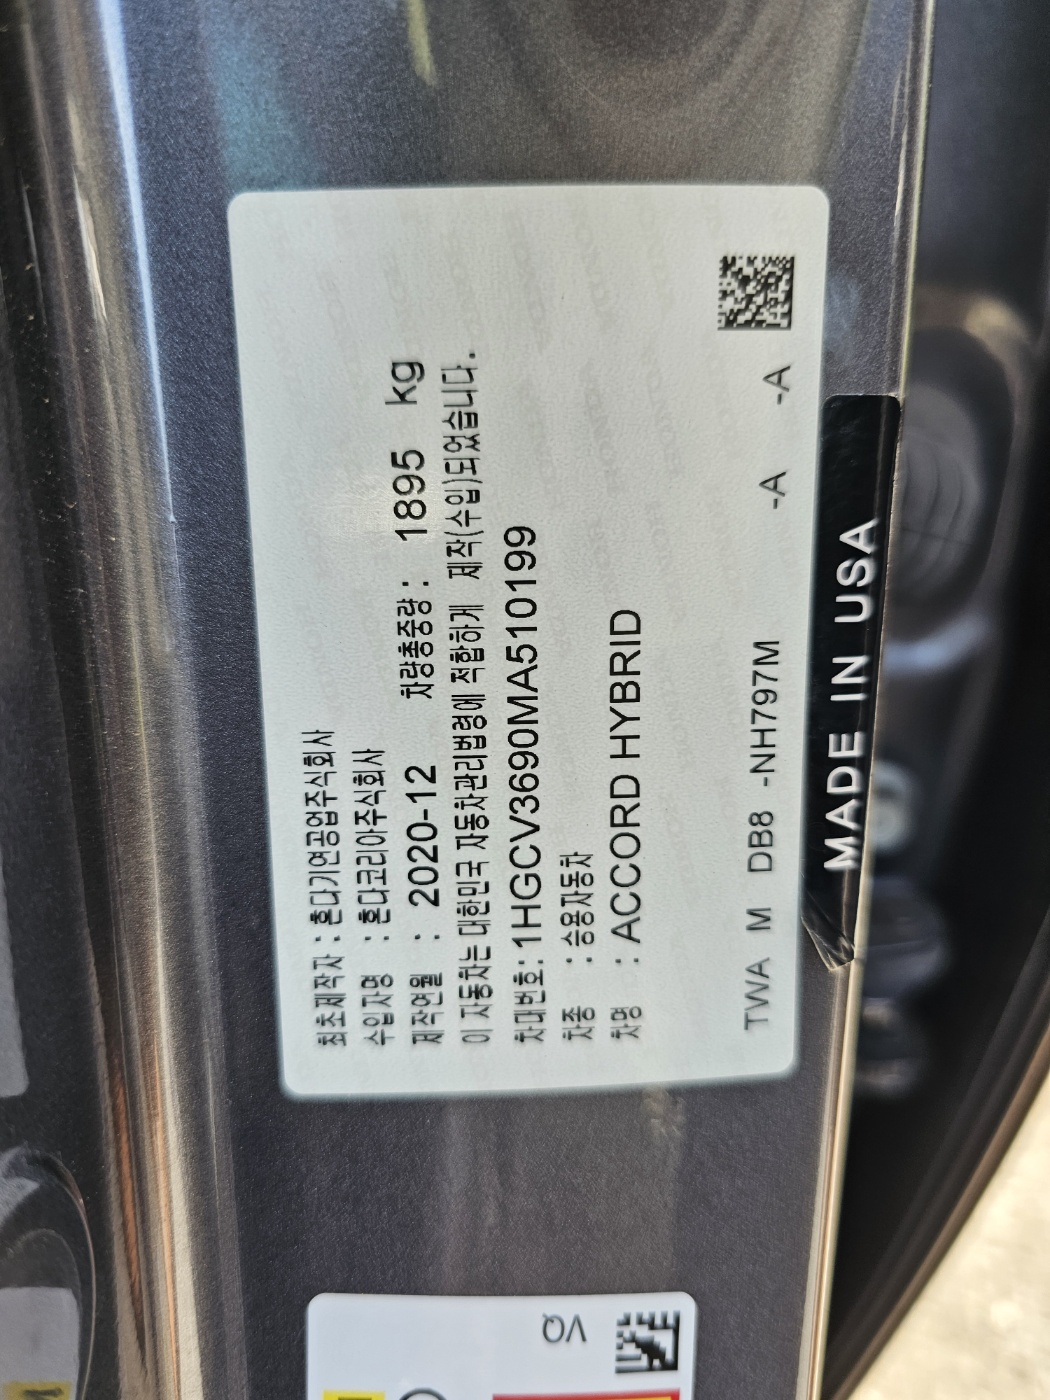 최초제작자 : 혼다기연공업주식회사
수입자명 : 혼다코리아주식회사
제작연월 : 2020-12 차량총중량 : 1895 kg
이 자동차는 대한민국 자동차관리법령에 적합하게 제작(수입)되었습니다.
차대번호 : 1HGCV3690MA510199
차종 : 승용자동차
차명 : ACCORD HYBRID
TWA M DB8 -NH797M -A -A
MADE IN USA
VQ